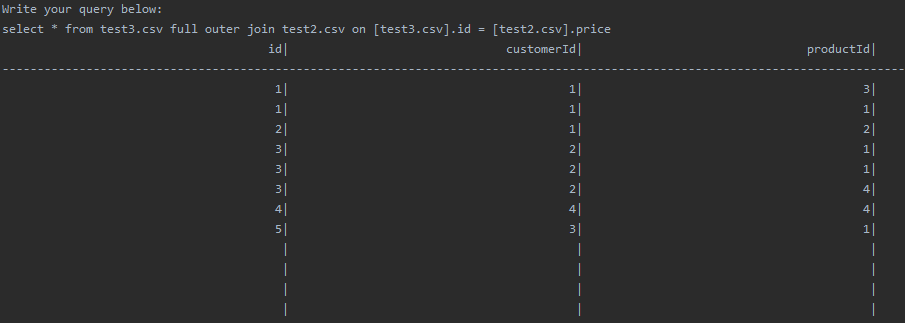 Write your query below:
select * from test3.csv full outer join test2.csv on [test3.csv].id = [test2.csv].price
id| customerId| productId|
--------------------------------------------------------------------------------------------------------------------------------
1| 1| 3|
1| 1| 1|
2| 1| 2|
3| 2| 1|
3| 2| 1|
3| 2| 4|
4| 4| 4|
5| 3| 1|
| | |
| | |
| | |
| | |